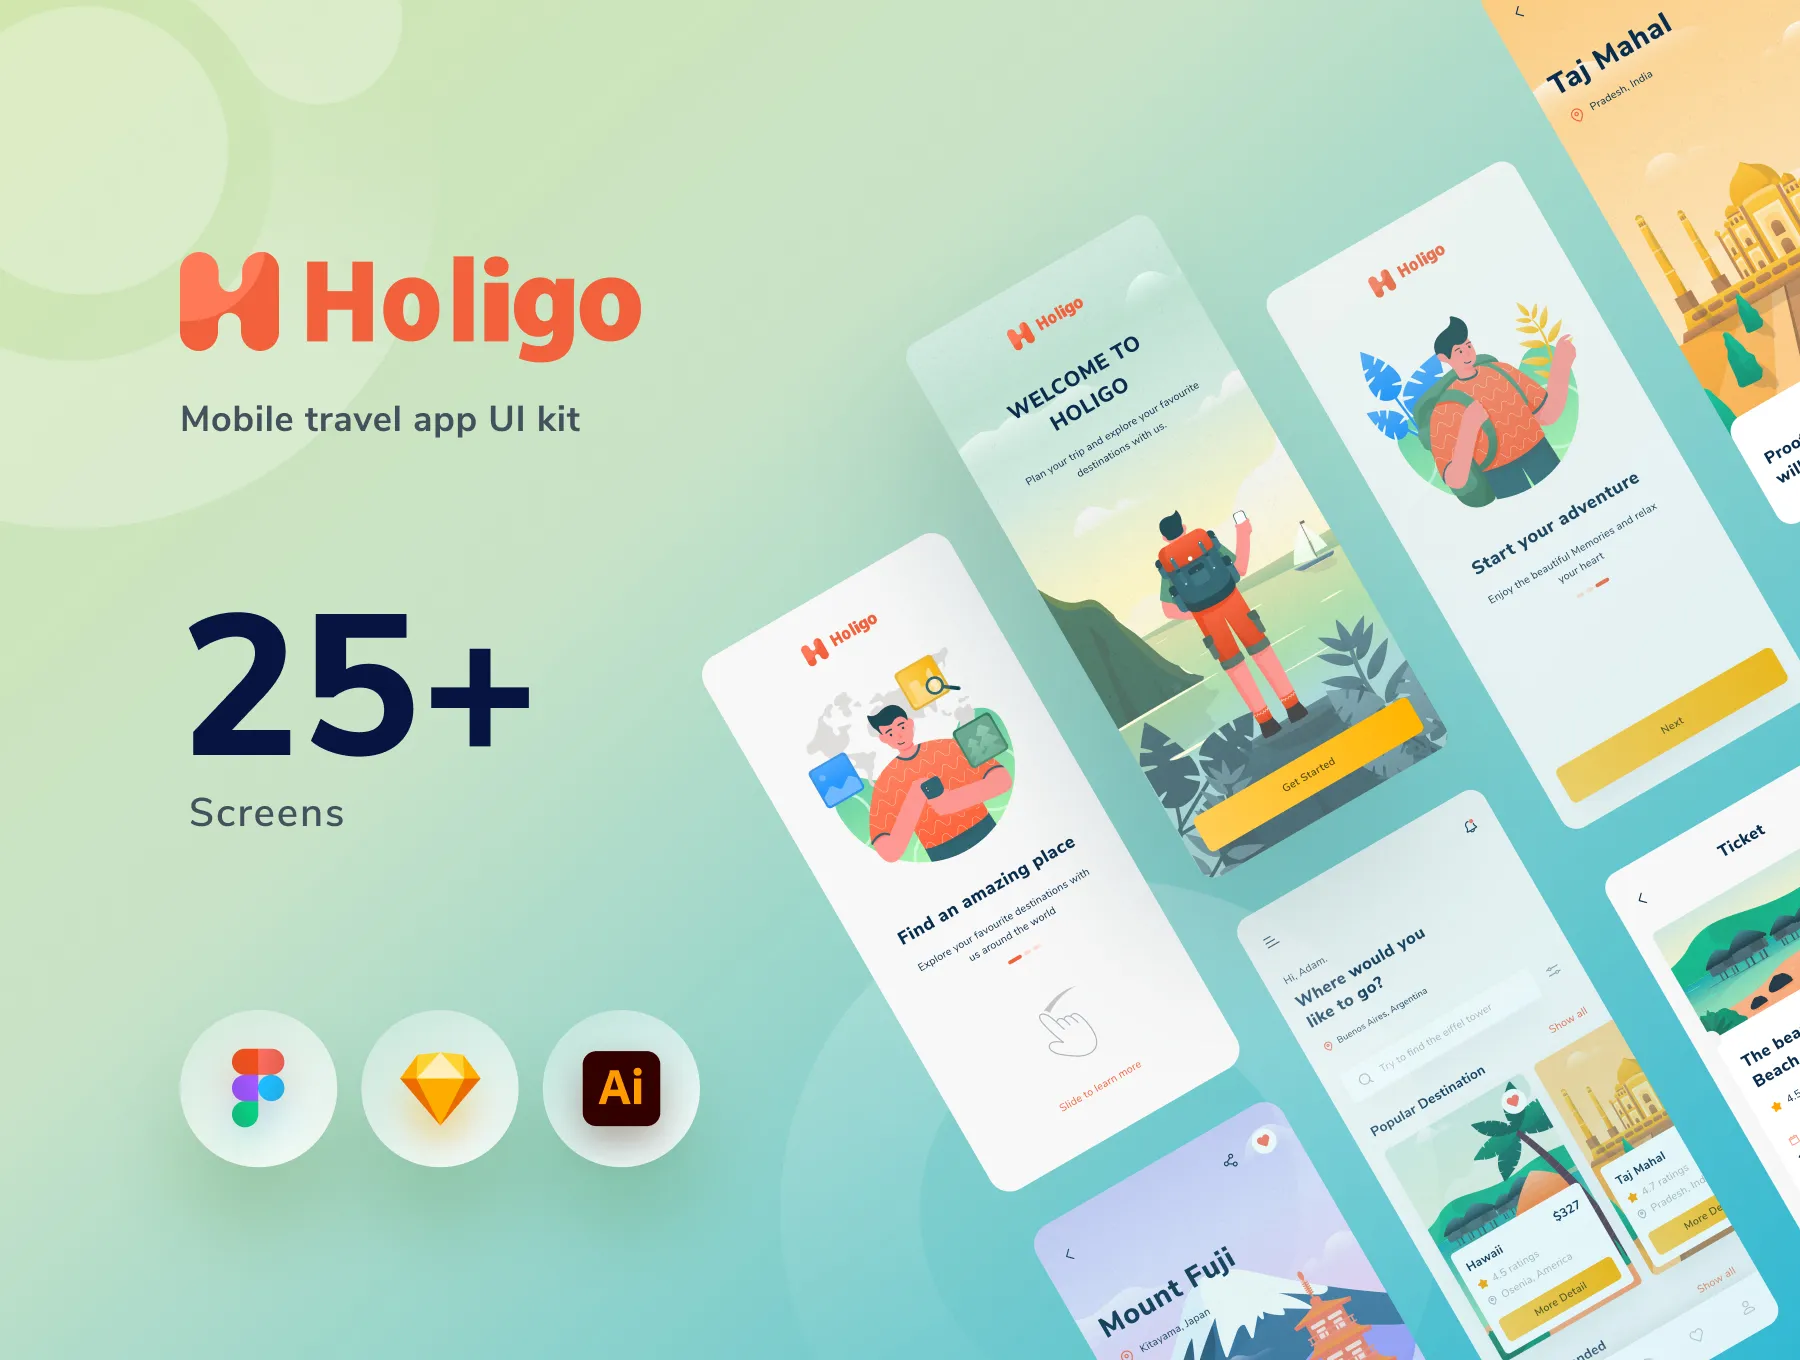 Holigo
Mobile travel app UI kit
25+
Screens
Ai
Holigo
Find an amazing place
Explore your favourite destinations with
us around the world
Slide to learn more
Holigo
WELCOME TO
HOLIGO
Plan your trip and explore your favourite
destinations with us.
Get Started
Holigo
Start your adventure
Enjoy the beautiful Memories and relax
your heart
Next
Taj Mahal
Pradesh, India
Hi, Adam.
Where would you
like to go?
Buenos Aires, Argentina
Try to find the eiffel tower
Show all
Popular Destination
$327
Hawaii
4.5 ratings
Osenia, America
More Detail
Taj Mahal
4.7 ratings
Pradesh, Ind
More De
Show all
nded
Mount Fuji
Kitayama, Japan
Ticket
The bea
Beach
4.5